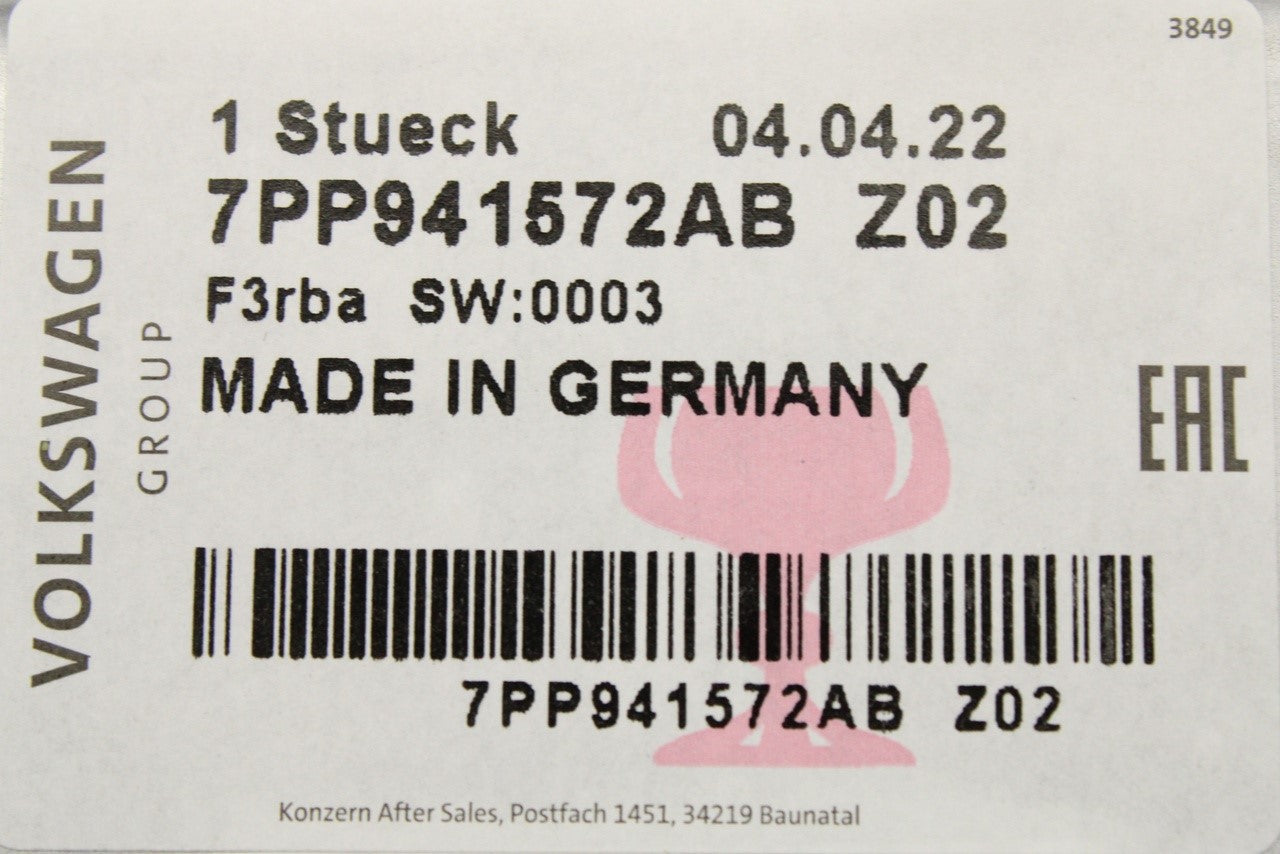 3849
VOLKSWAGEN
GROUP
1 Stueck 04.04.22
7PP941572AB Z02
F3rba SW:0003
MADE IN GERMANY
EAC
7PP941572AB Z02
Konzern After Sales, Postfach 1451, 34219 Baunatal